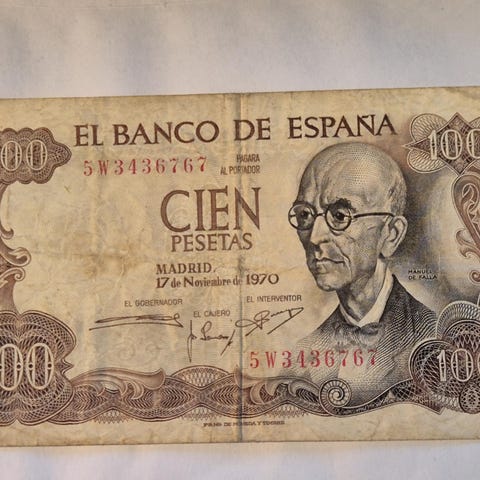 EL BANCO DE ESPAÑA
100
5W3436767
PAGARA
AL PORTADOR
CIEN
PESETAS
MADRID,
17 de Noviembre de 1970
MANUEL
DE FALLA
EL GOBERNADOR
EL CAJERO
EL INTERVENTOR
5W3436767